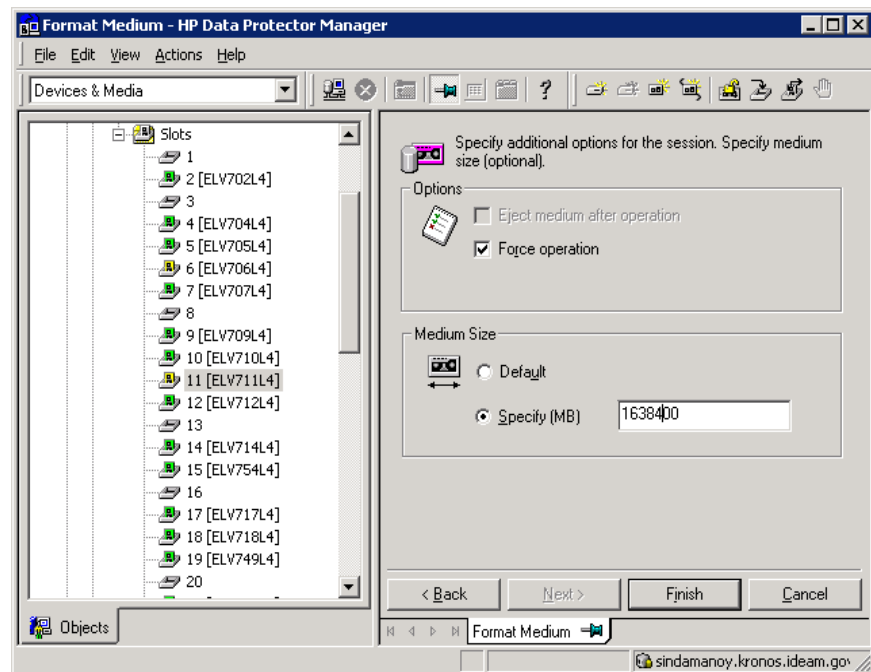 Format Medium - HP Data Protector Manager
File Edit View Actions Help
Devices & Media
Slots
1
2 [ELV702L4]
3
4 [ELV704L4]
5 [ELV705L4]
6 [ELV706L4]
7 [ELV707L4]
8
9 [ELV709L4]
10 [ELV710L4]
11 [ELV711L4]
12 [ELV712L4]
13
14 [ELV714L4]
15 [ELV754L4]
16
17 [ELV717L4]
18 [ELV718L4]
19 [ELV749L4]
20
Objects
Specify additional options for the session. Specify medium
size (optional).
Options
Eject medium after operation
Force operation
Medium Size
Default
Specify (MB) 1638400
< Back Next > Finish Cancel
Format Medium
sindamanoy.kronos.ideam.gov